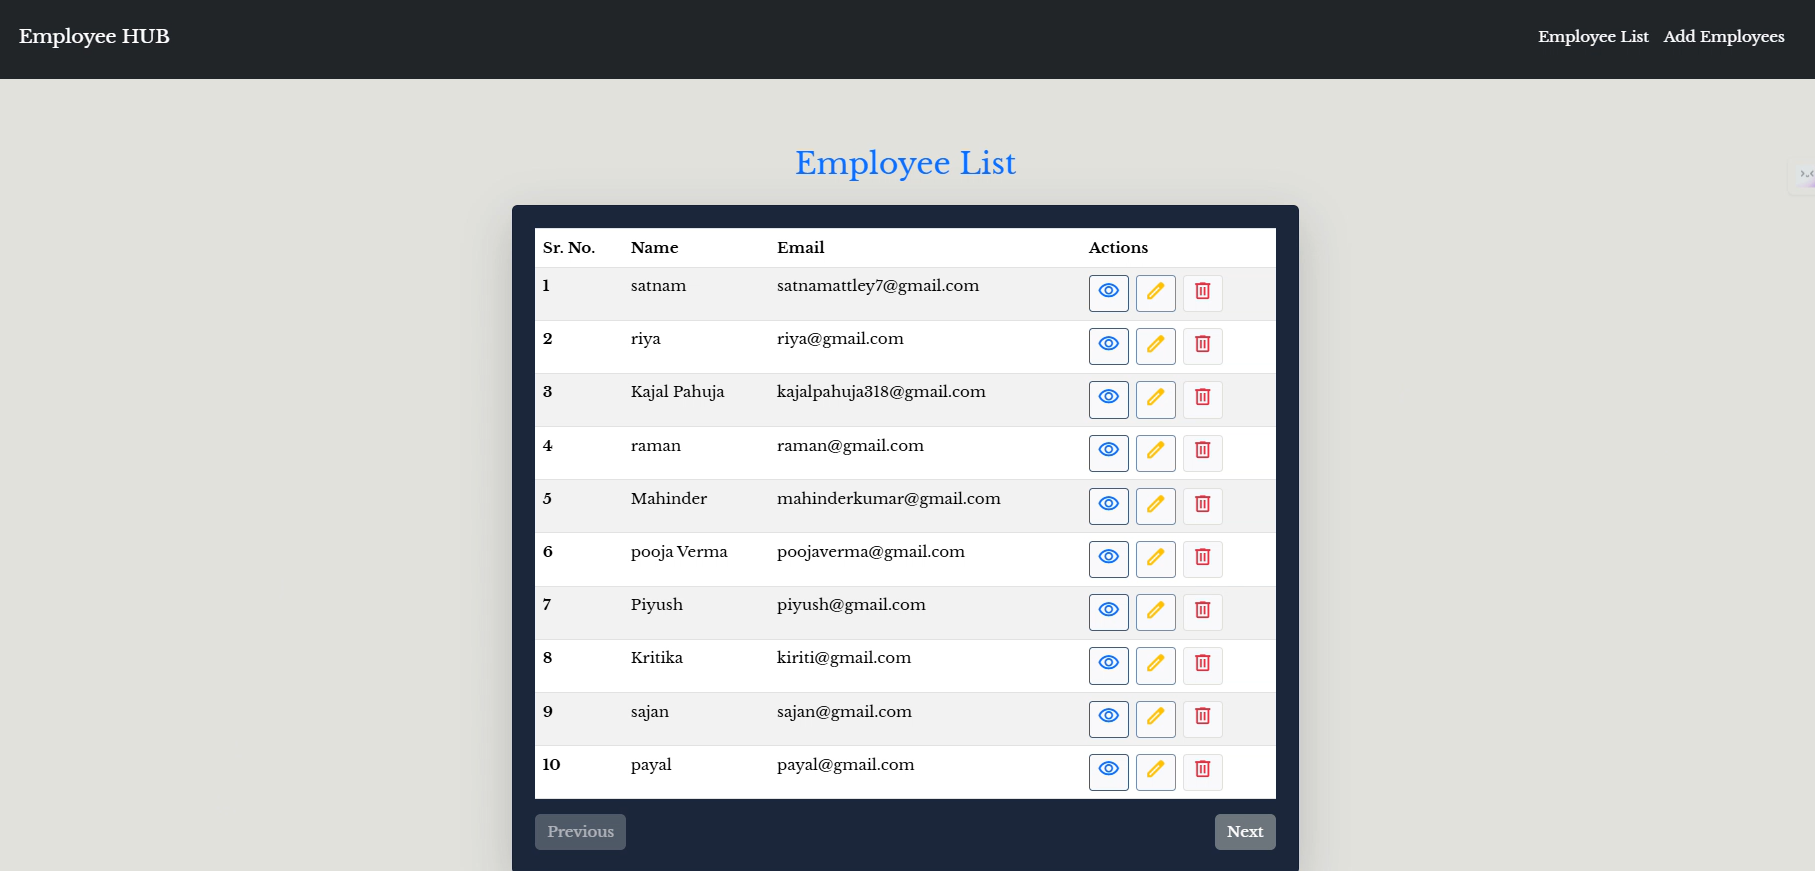 Employee HUB
Employee List Add Employees
Employee List
Sr. No. Name Email Actions
1 satnam satnamattley7@gmail.com
2 riya riya@gmail.com
3 Kajal Pahuja kajalpahuja318@gmail.com
4 raman raman@gmail.com
5 Mahinder mahinderkumar@gmail.com
6 pooja Verma poojaverma@gmail.com
7 Piyush piyush@gmail.com
8 Kritika kiriti@gmail.com
9 sajan sajan@gmail.com
10 payal payal@gmail.com
Previous Next